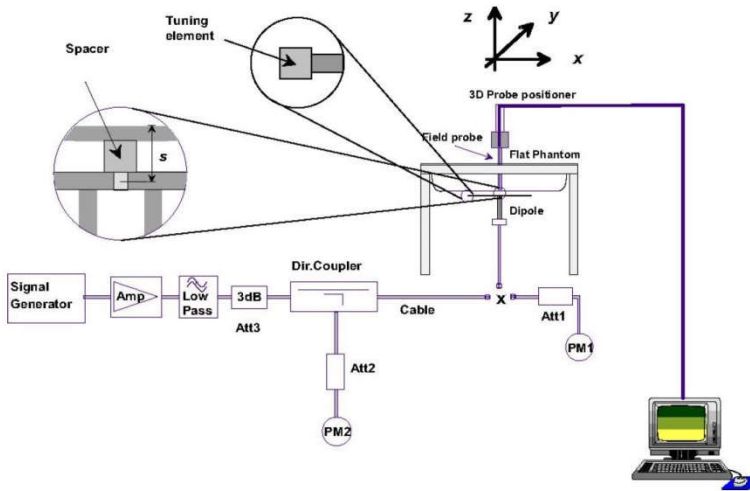 Tuning
element
Spacer
s
z
y
x
3D Probe positioner
Field probe
Flat Phantom
Dipole
Signal
Generator
Amp
Low
Pass
3dB
Att3
Dir.Coupler
Cable
x
Att1
PM1
Att2
PM2